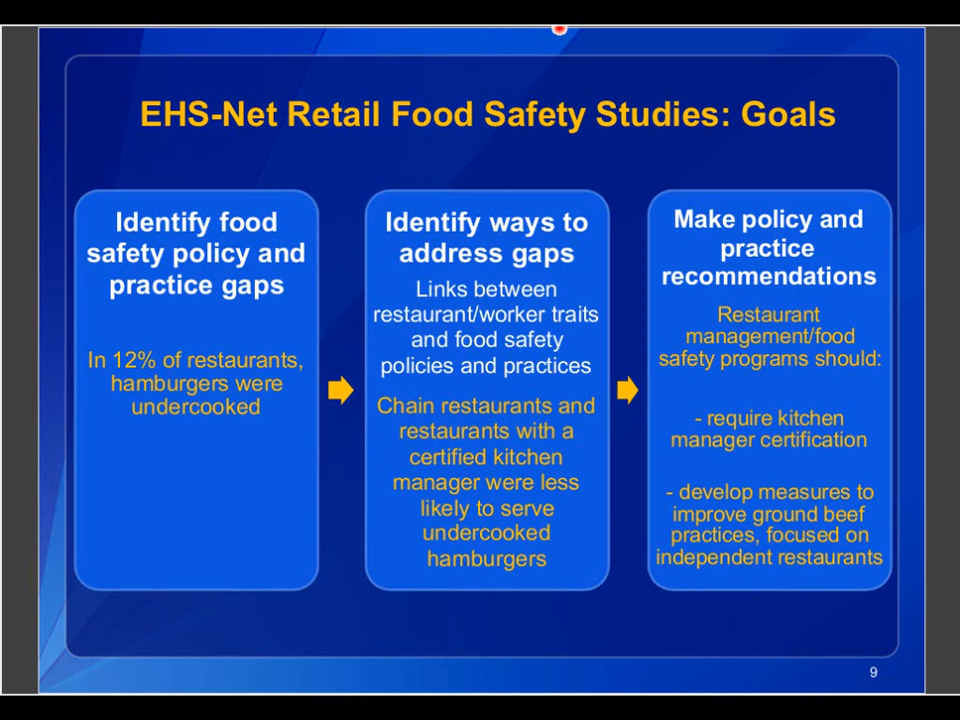 EHS-Net Retail Food Safety Studies: Goals
Identify food
safety policy and
practice gaps
In 12% of restaurants,
hamburgers were
undercooked
Identify ways to
address gaps
Links between
restaurant/worker traits
and food safety
policies and practices
Chain restaurants and
restaurants with a
certified kitchen
manager were less
likely to serve
undercooked
hamburgers
Make policy and
practice
recommendations
Restaurant
management/food
safety programs should:
- require kitchen
manager certification
- develop measures to
improve ground beef
practices, focused on
independent restaurants
9